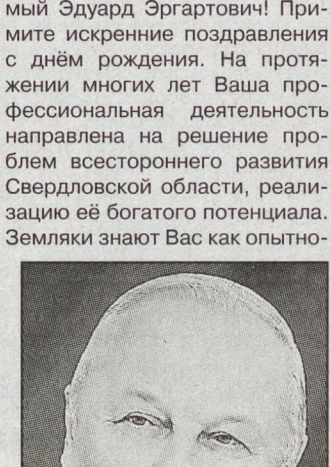 мый Эдуард Эргартович! При-
мите искренние поздравления
с днём рождения. На протя-
жении многих лет Ваша про-
фессиональная деятельность
направлена на решение про-
блем всестороннего развития
Свердловской области, реали-
зацию её богатого потенциала.
Земляки знают Вас как опытно-